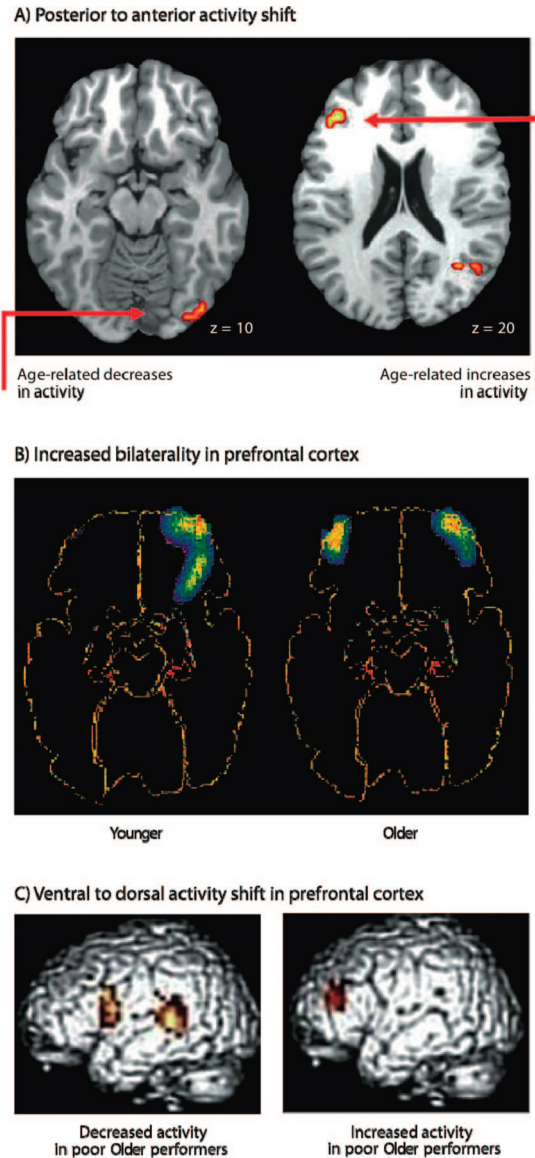 A) Posterior to anterior activity shift
z = 10
z = 20
Age-related decreases
in activity
Age-related increases
in activity
B) Increased bilaterality in prefrontal cortex
Younger
Older
C) Ventral to dorsal activity shift in prefrontal cortex
Decreased activity
in poor Older performers
Increased activity
in poor Older performers